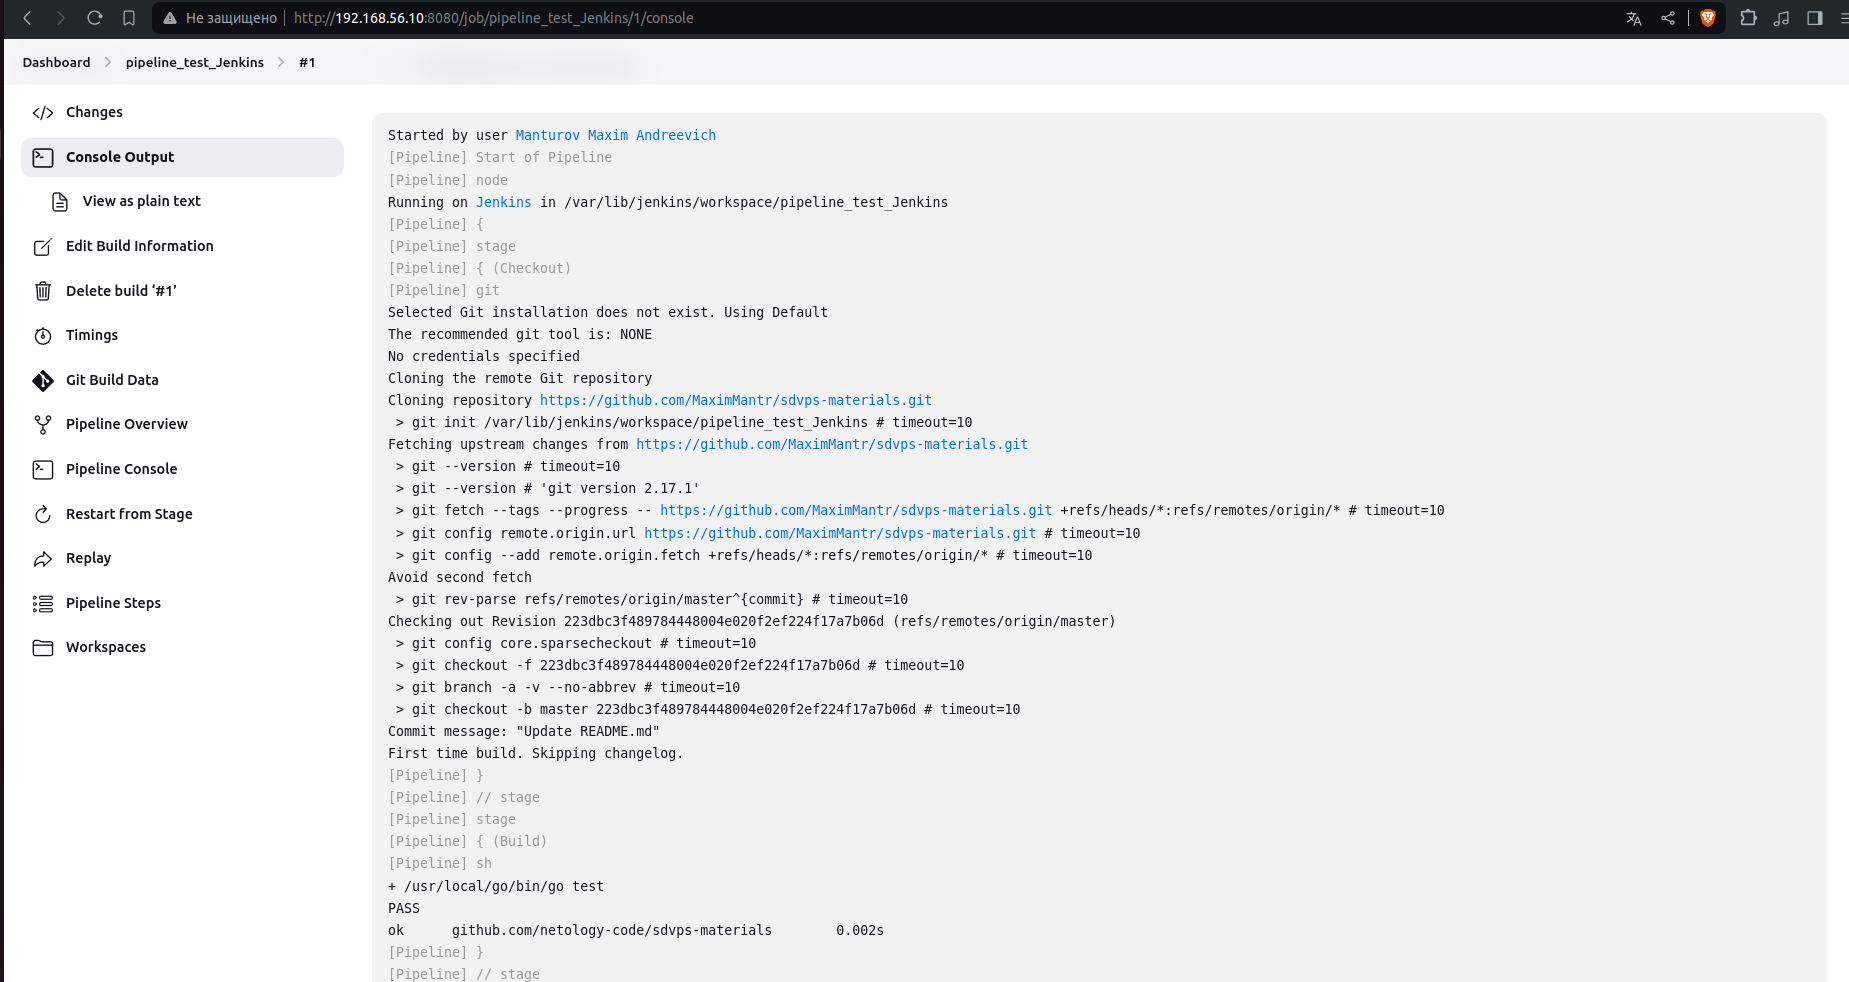 Не защищено http://192.168.56.10:8080/job/pipeline_test_Jenkins/1/console
Dashboard pipeline_test_Jenkins #1
Changes
Console Output
View as plain text
Edit Build Information
Delete build ‘#1’
Timings
Git Build Data
Pipeline Overview
Pipeline Console
Restart from Stage
Replay
Pipeline Steps
Workspaces
Started by user Manturov Maxim Andreevich
[Pipeline] Start of Pipeline
[Pipeline] node
Running on Jenkins in /var/lib/jenkins/workspace/pipeline_test_Jenkins
[Pipeline] {
[Pipeline] stage
[Pipeline] { (Checkout)
[Pipeline] git
Selected Git installation does not exist. Using Default
The recommended git tool is: NONE
No credentials specified
Cloning the remote Git repository
Cloning repository https://github.com/MaximMantr/sdvps-materials.git
 > git init /var/lib/jenkins/workspace/pipeline_test_Jenkins # timeout=10
Fetching upstream changes from https://github.com/MaximMantr/sdvps-materials.git
 > git --version # timeout=10
 > git --version # 'git version 2.17.1'
 > git fetch --tags --progress -- https://github.com/MaximMantr/sdvps-materials.git +refs/heads/*:refs/remotes/origin/* # timeout=10
 > git config remote.origin.url https://github.com/MaximMantr/sdvps-materials.git # timeout=10
 > git config --add remote.origin.fetch +refs/heads/*:refs/remotes/origin/* # timeout=10
Avoid second fetch
 > git rev-parse refs/remotes/origin/master^{commit} # timeout=10
Checking out Revision 223dbc3f489784448004e020f2ef224f17a7b06d (refs/remotes/origin/master)
 > git config core.sparsecheckout # timeout=10
 > git checkout -f 223dbc3f489784448004e020f2ef224f17a7b06d # timeout=10
 > git branch -a -v --no-abbrev # timeout=10
 > git checkout -b master 223dbc3f489784448004e020f2ef224f17a7b06d # timeout=10
Commit message: "Update README.md"
First time build. Skipping changelog.
[Pipeline] }
[Pipeline] // stage
[Pipeline] stage
[Pipeline] { (Build)
[Pipeline] sh
+ /usr/local/go/bin/go test
PASS
ok github.com/netology-code/sdvps-materials 0.002s
[Pipeline] }
[Pipeline] // stage